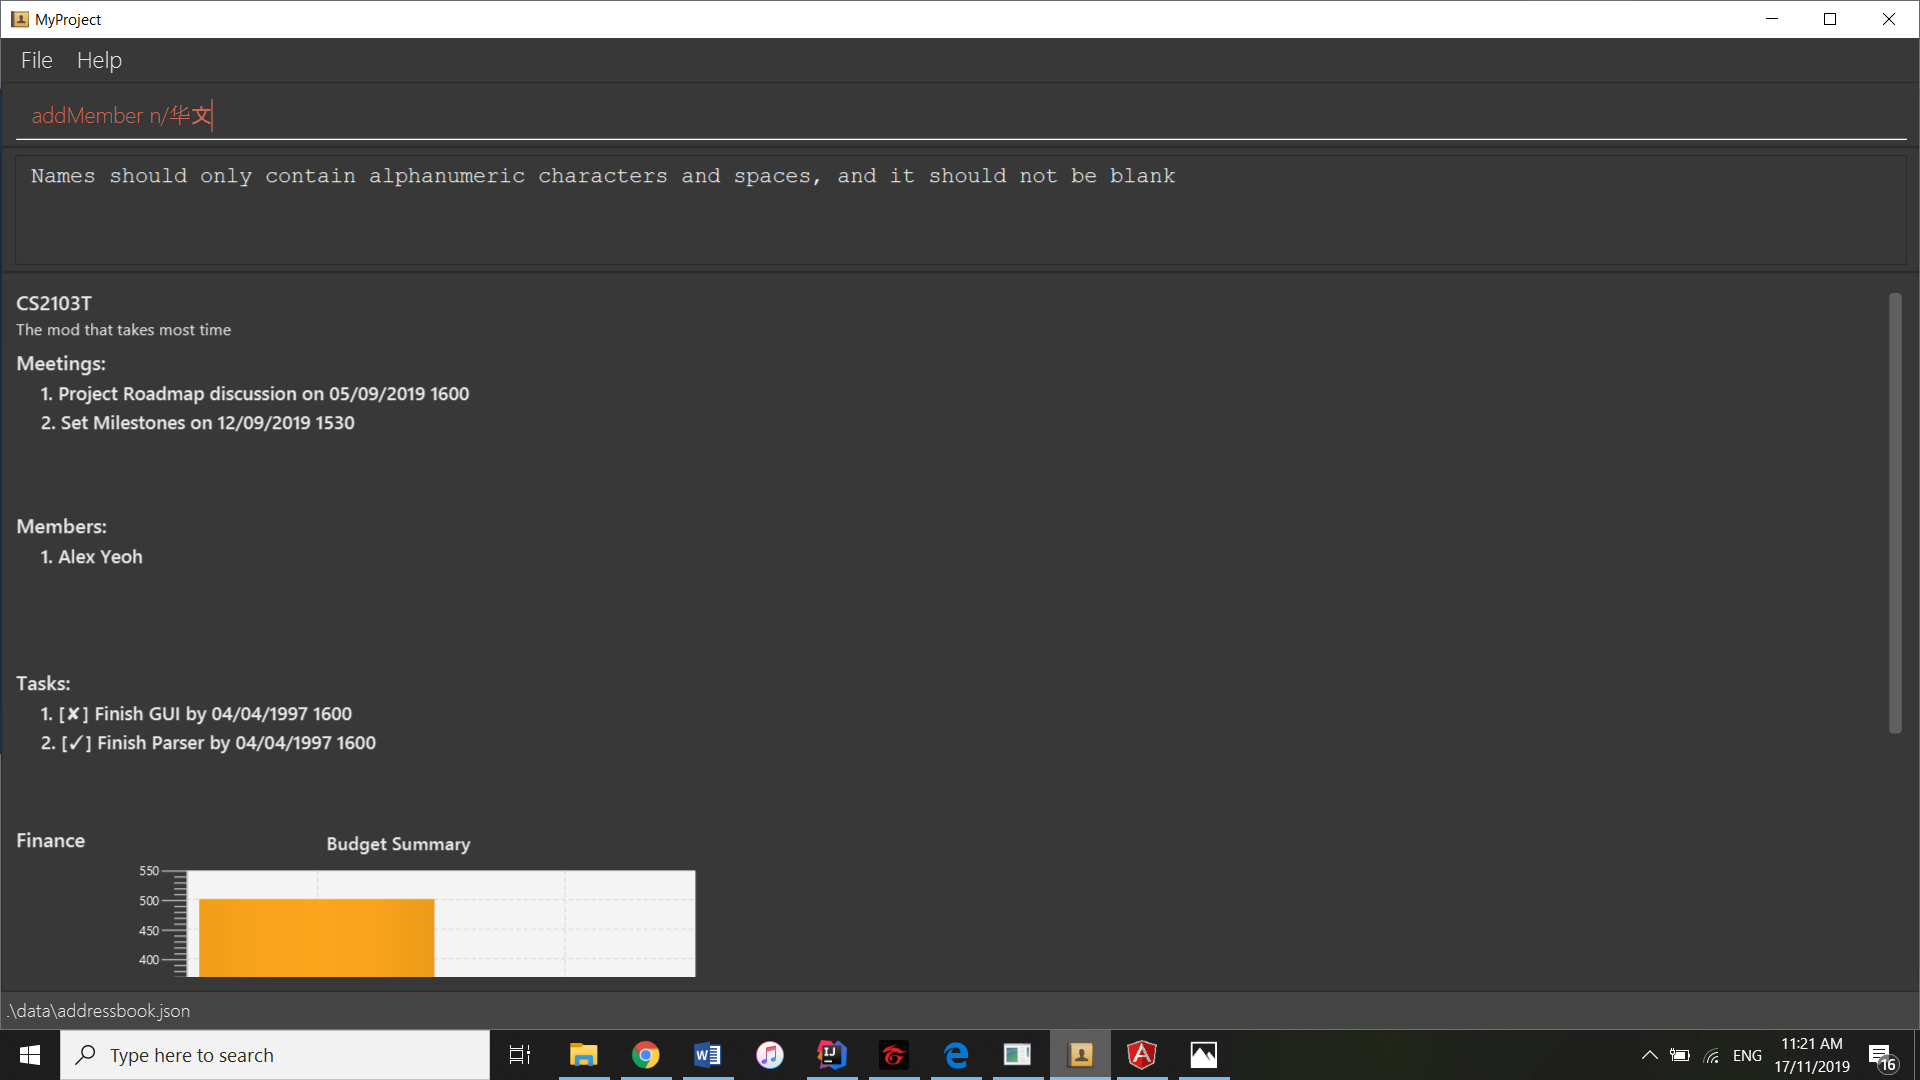 MyProject
File Help
addMember n/华文
Names should only contain alphanumeric characters and spaces, and it should not be blank
CS2103T
The mod that takes most time
Meetings:
1. Project Roadmap discussion on 05/09/2019 1600
2. Set Milestones on 12/09/2019 1530
Members:
1. Alex Yeoh
Tasks:
1. [✘] Finish GUI by 04/04/1997 1600
2. [✓] Finish Parser by 04/04/1997 1600
Finance
Budget Summary
550
500
450
400
.\data\addressbook.json
Type here to search
ENG
11:21 AM
17/11/2019
16